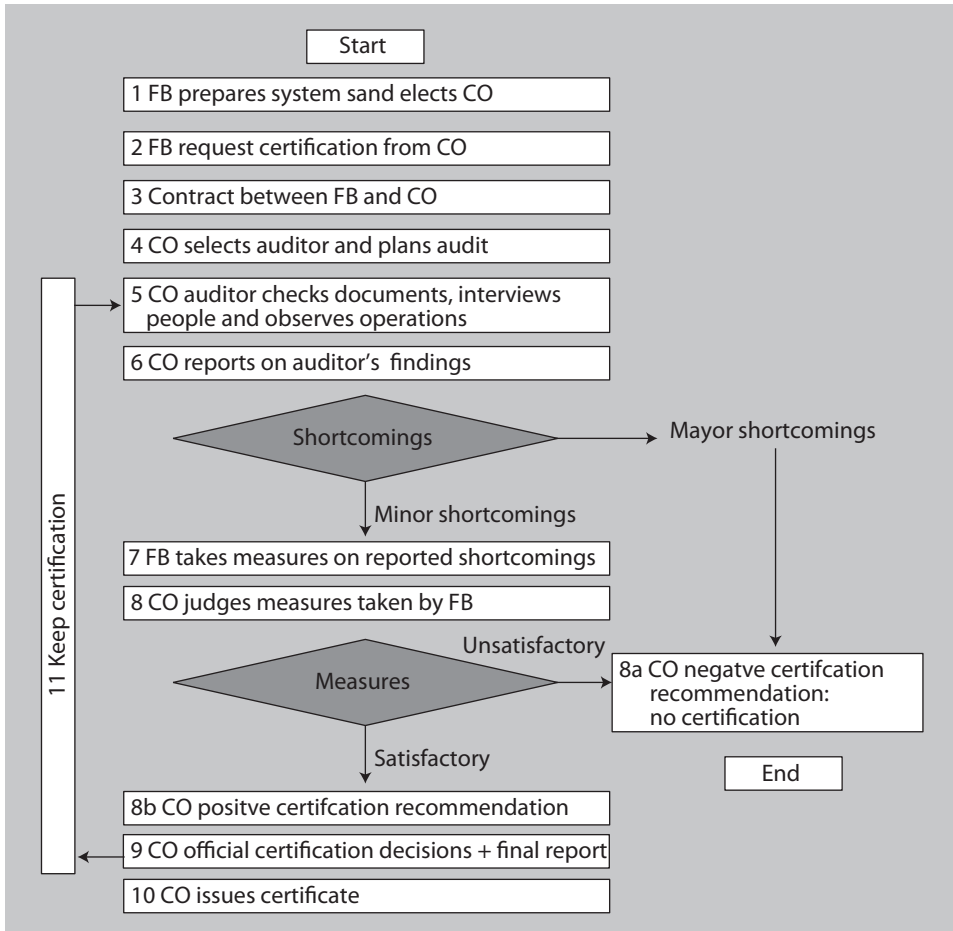 Start
1 FB prepares system sand elects CO
2 FB request certification from CO
3 Contract between FB and CO
4 CO selects auditor and plans audit
5 CO auditor checks documents, interviews
people and observes operations
6 CO reports on auditor's findings
Shortcomings
Mayor shortcomings
Minor shortcomings
7 FB takes measures on reported shortcomings
8 CO judges measures taken by FB
Unsatisfactory
Measures
8a CO negatve certifcation
recommendation:
no certification
Satisfactory
End
8b CO positve certifcation recommendation
9 CO official certification decisions + final report
10 CO issues certificate
11 Keep certification